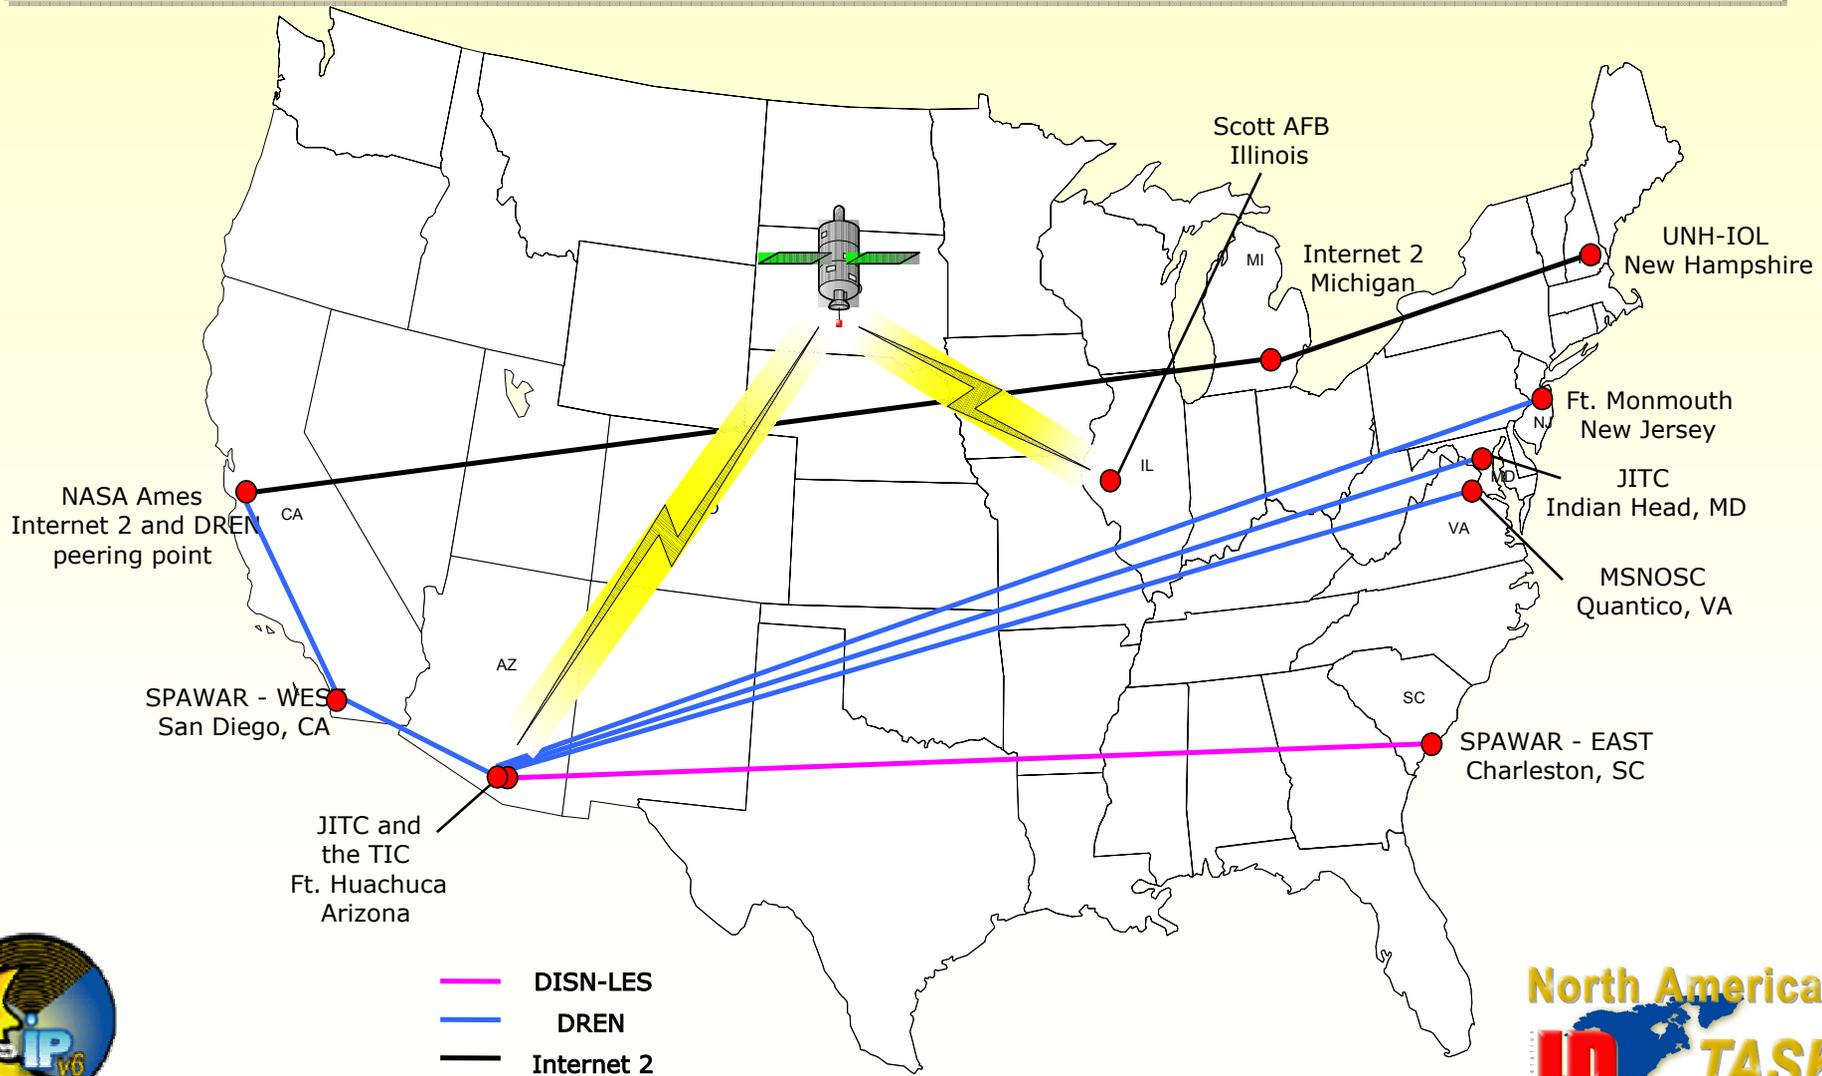 Scott AFB
Illinois
MI
Internet 2
Michigan
UNH-IOL
New Hampshire
Ft. Monmouth
New Jersey
NJ
IL
JITC
Indian Head, MD
MD
NASA Ames
Internet 2 and DREN
peering point
CA
VA
MSNOSC
Quantico, VA
AZ
SPAWAR - WEST
San Diego, CA
SC
SPAWAR - EAST
Charleston, SC
JITC and
the TIC
Ft. Huachuca
Arizona
DISN-LES
DREN
Internet 2
North America
iP
v6
TAS